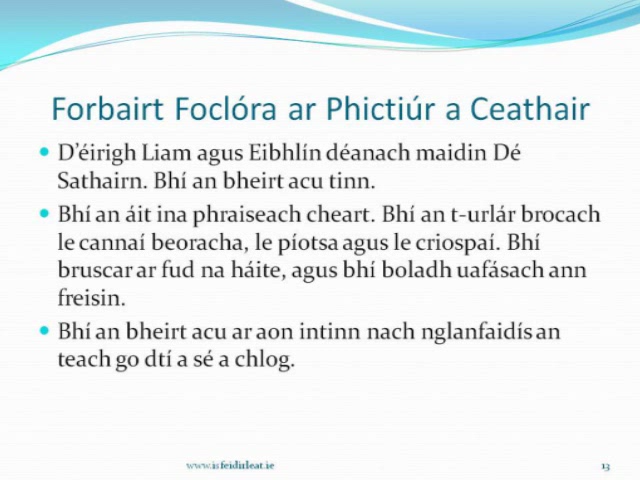 Forbairt Foclóra ar Phictiúr a Ceathair
• D’éirigh Liam agus Eibhlín déanach maidin Dé
Sathairn. Bhí an bheirt acu tinn.
• Bhí an áit ina phraiseach cheart. Bhí an t-urlár brocach
le cannaí beoracha, le píotsa agus le criospaí. Bhí
bruscar ar fud na háite, agus bhí boladh uafásach ann
freisin.
• Bhí an bheirt acu ar aon intinn nach nglanfaidís an
teach go dtí a sé a chlog.
www.isfeidirleat.ie
13